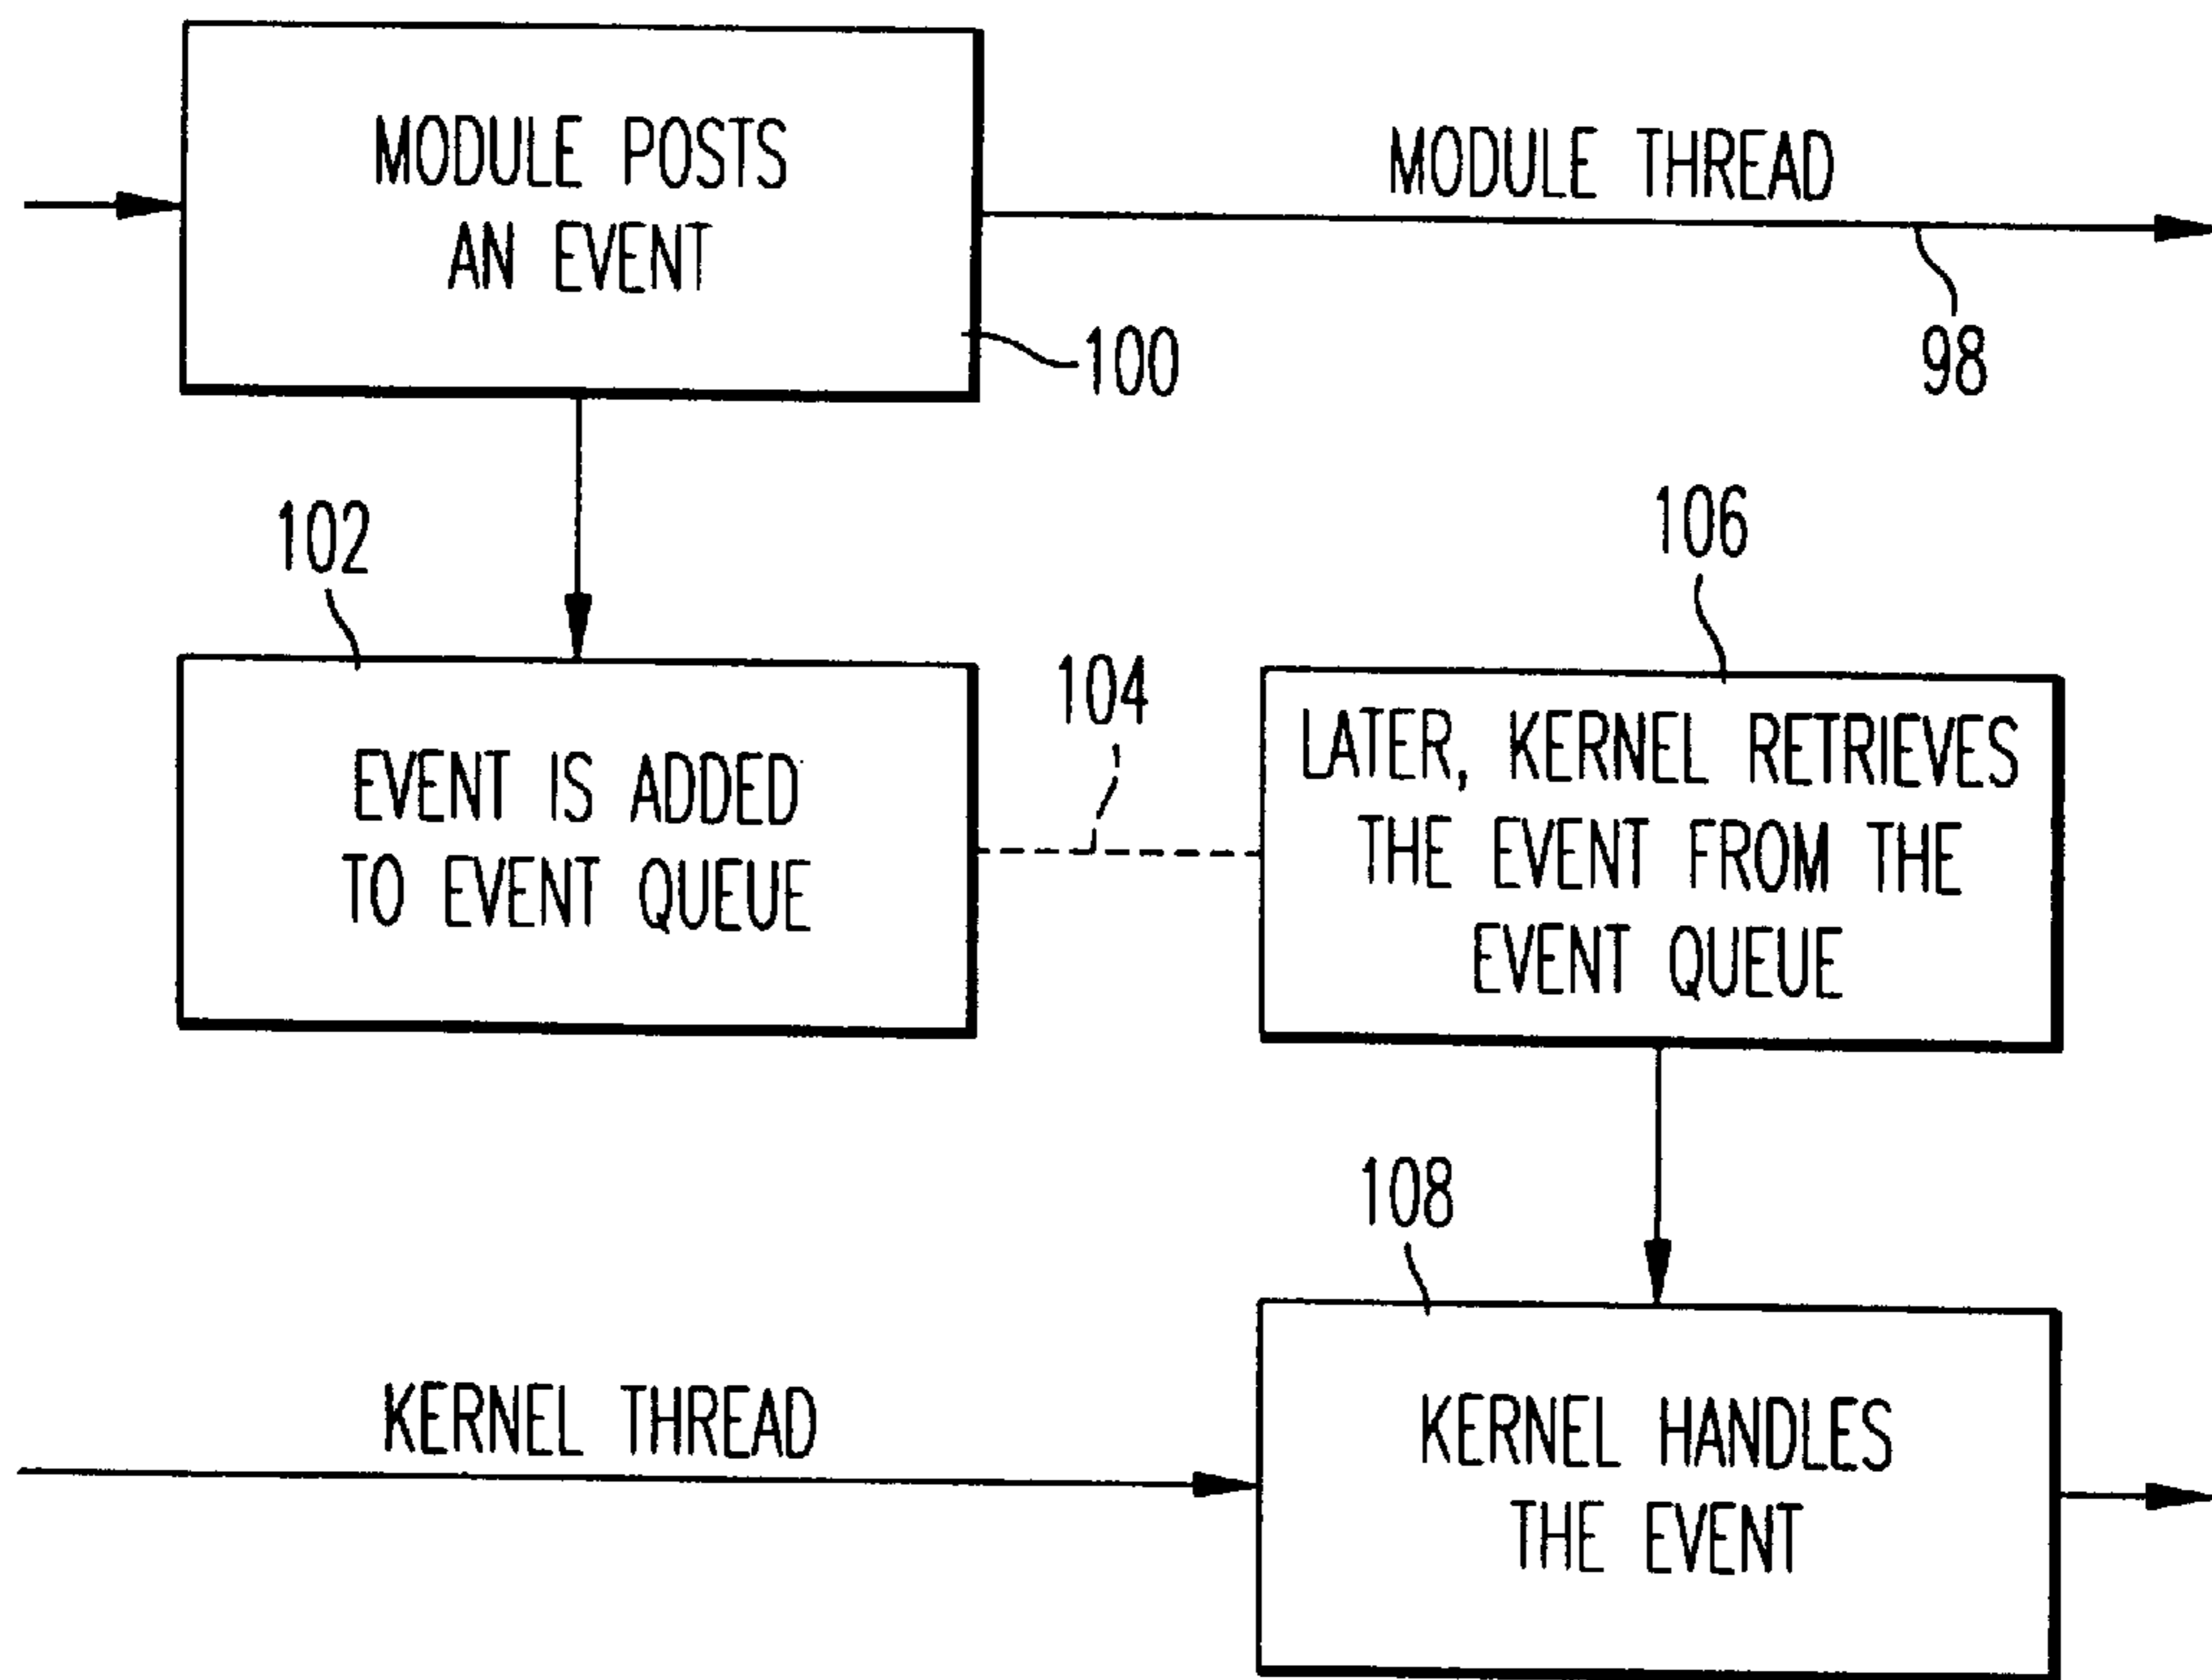 MODULE POSTS
AN EVENT
MODULE THREAD
100
98
102
106
104
EVENT IS ADDED
TO EVENT QUEUE
LATER, KERNEL RETRIEVES
THE EVENT FROM THE
EVENT QUEUE
108
KERNEL THREAD
KERNEL HANDLES
THE EVENT